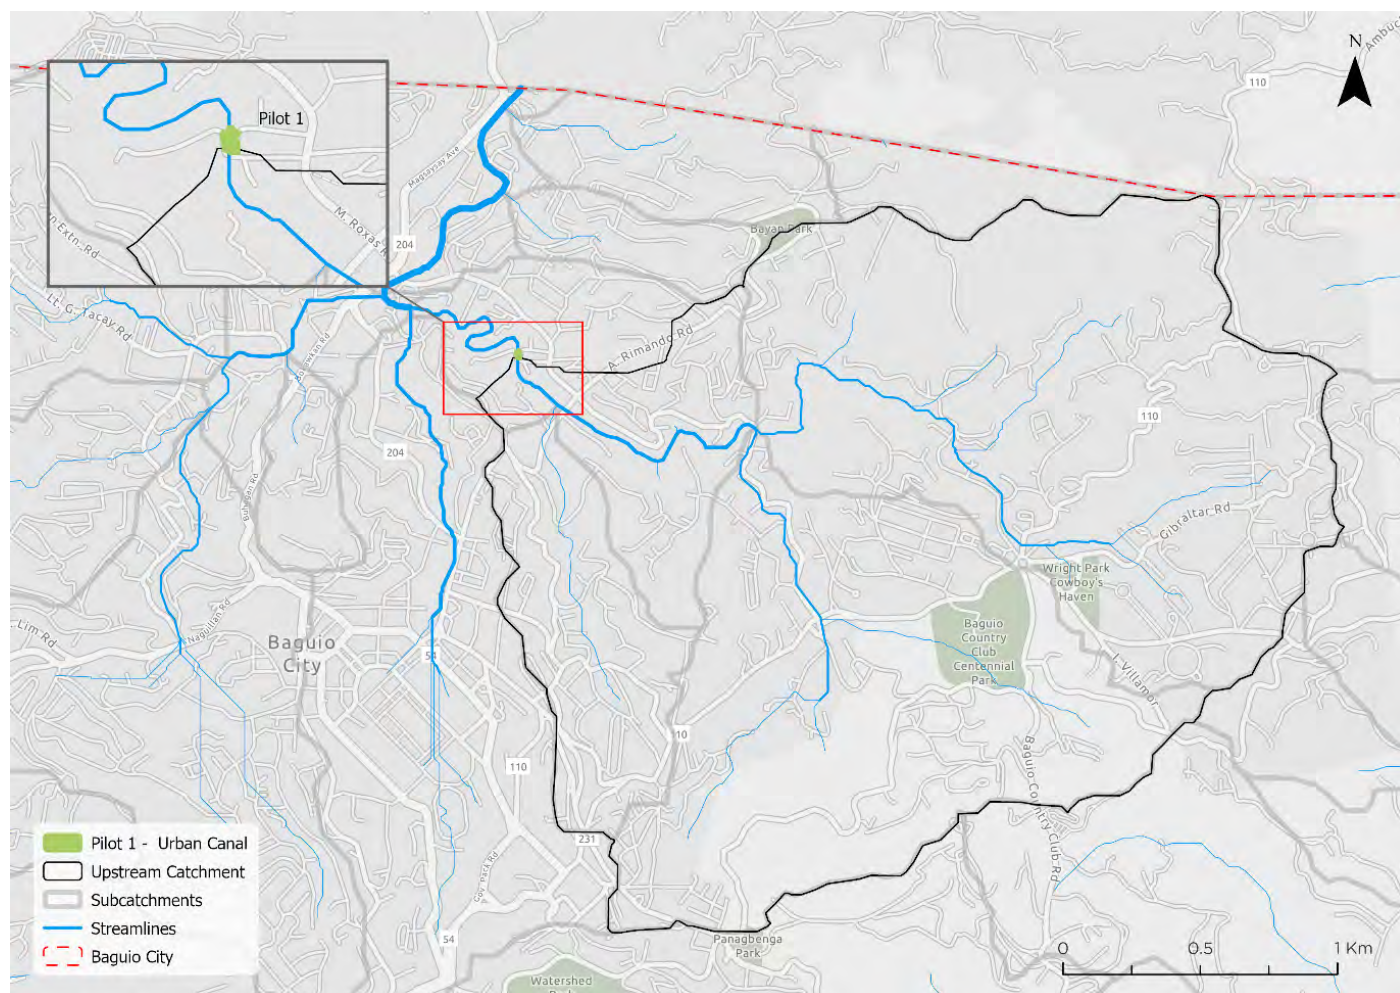 N
Ambuc
110
Pilot 1
Magsaysay Ave
M. Roxas
204
Bayan Park
n Extn. Rd
Lt. G. Tacay Rd
A. Rimando Rd
110
204
Gibraltar Rd
Wright Park
Cowboy's
Haven
Naguilian Rd
Lim Rd
Baguio
City
54
Baguio
Country
Club
Centennial
Park
I. Villamor
110
110
Baguio Country Club Rd
231
Gov. Pack Rd
54
Panagbenga
Park
Watershed
Pilot 1 - Urban Canal
Upstream Catchment
Subcatchments
Streamlines
Baguio City
0 0.5 1 Km